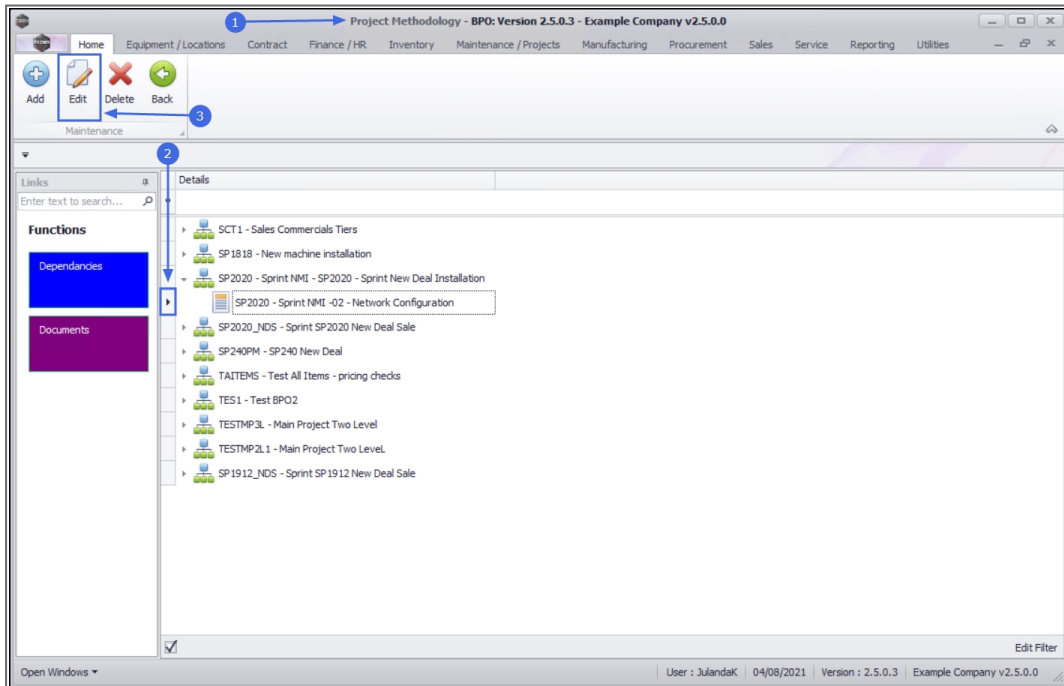 1
Project Methodology - BPO: Version 2.5.0.3 - Example Company v2.5.0.0
Home Equipment / Locations Contract Finance / HR Inventory Maintenance / Projects Manufacturing Procurement Sales Service Reporting Utilities
Add Edit Delete Back
3
Maintenance
2
Links
Details
Enter text to search...
Functions
SCT1 - Sales Commercials Tiers
SP1818 - New machine installation
Dependancies
SP2020 - Sprint NMI - SP2020 - Sprint New Deal Installation
SP2020 - Sprint NMI -02 - Network Configuration
Documents
SP2020_NDS - Sprint SP2020 New Deal Sale
SP240PM - SP240 New Deal
TAITEMS - Test All Items - pricing checks
TES1 - Test BPO2
TESTMP3L - Main Project Two Level
TESTMP2L1 - Main Project Two LeveL
SP1912_NDS - Sprint SP1912 New Deal Sale
Edit Filter
Open Windows
User : JulandaK 04/08/2021 Version : 2.5.0.3 Example Company v2.5.0.0